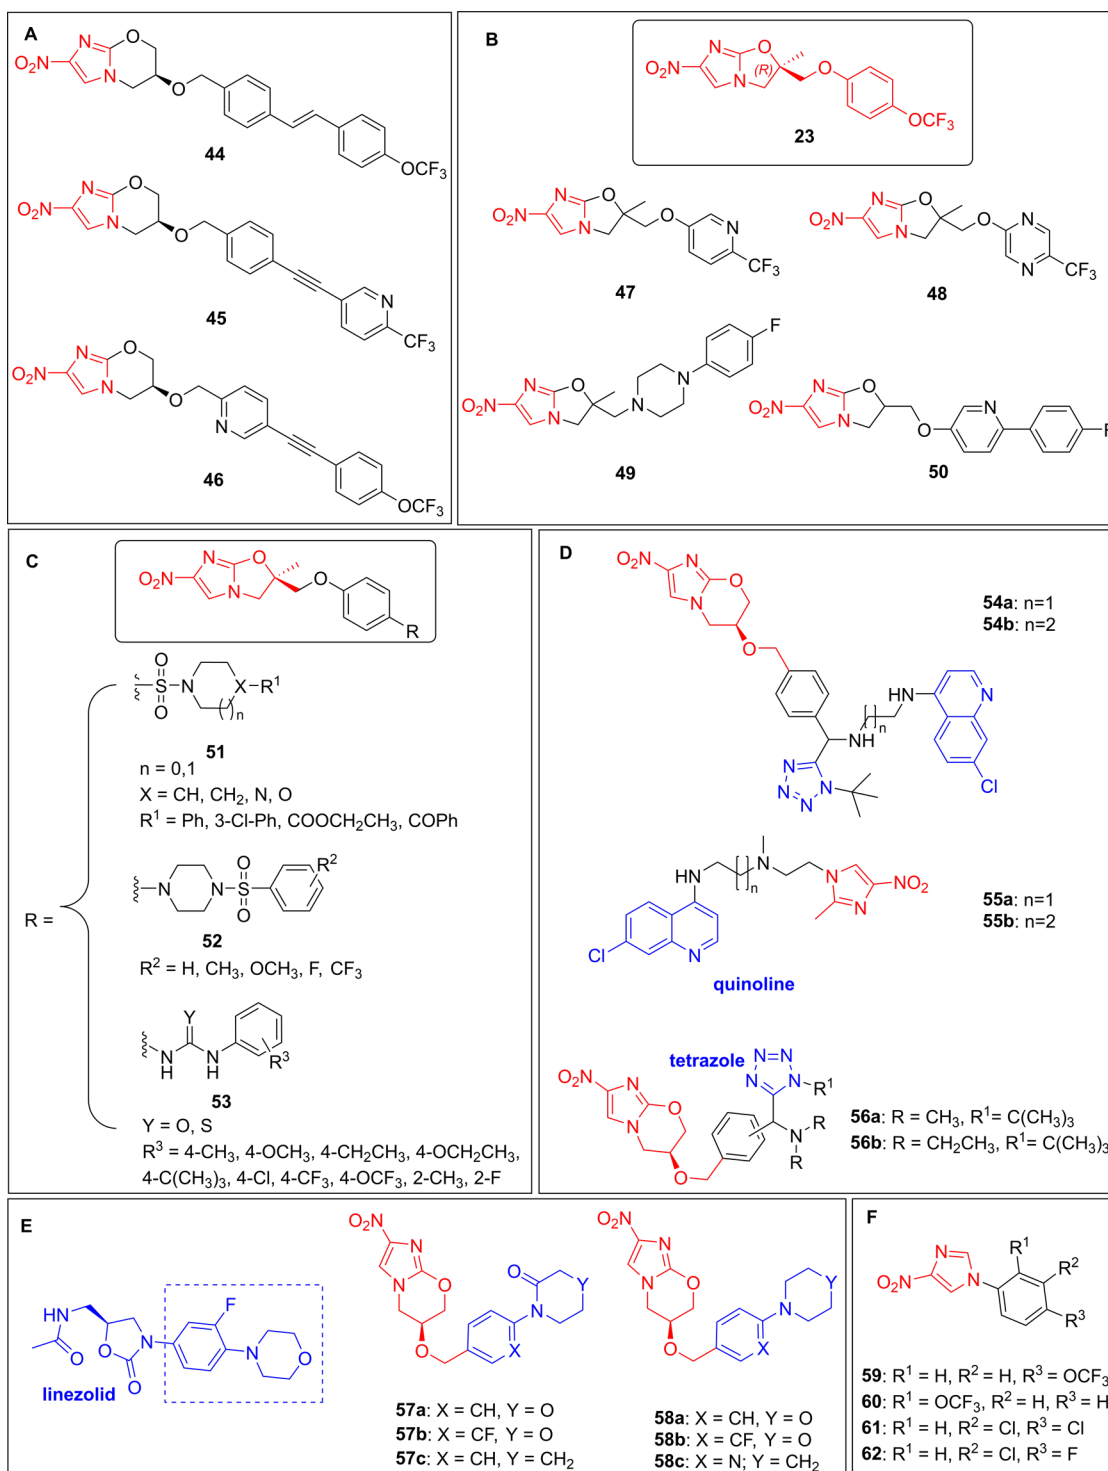 A
O₂N
N
N
O
O
OCF₃
44
O₂N
N
N
O
O
N
CF₃
45
O₂N
N
N
O
O
N
OCF₃
46
B
O₂N
N
N
O
(R)
O
OCF₃
23
O₂N
N
N
O
O
N
CF₃
47
O₂N
N
N
O
O
N
N
CF₃
48
O₂N
N
N
O
N
N
F
49
O₂N
N
N
O
O
N
F
50
C
O₂N
N
N
O
O
R
R =
O
S
O
N
X
R¹
( )n
51
n = 0,1
X = CH, CH₂, N, O
R¹ = Ph, 3-Cl-Ph, COOCH₂CH₃, COPh
N
N
O
S
O
R²
52
R² = H, CH₃, OCH₃, F, CF₃
N
H
Y
N
H
R³
53
Y = O, S
R³ = 4-CH₃, 4-OCH₃, 4-CH₂CH₃, 4-OCH₂CH₃,
4-C(CH₃)₃, 4-Cl, 4-CF₃, 4-OCF₃, 2-CH₃, 2-F
D
O₂N
N
N
O
O
54a: n=1
54b: n=2
HN
N
[ ]n
NH
Cl
N
N
N
N
HN
[ ]n
N
N
N
NO₂
55a: n=1
55b: n=2
Cl
N
quinoline
tetrazole
N
N
N
N
R¹
O₂N
N
N
O
O
N
R
R
56a: R = CH₃, R¹= C(CH₃)₃
56b: R = CH₂CH₃, R¹= C(CH₃)₃
E
HN
O
O
N
O
F
N
O
linezolid
O₂N
N
N
O
O
O
N
Y
X
57a: X = CH, Y = O
57b: X = CF, Y = O
57c: X = CH, Y = CH₂
O₂N
N
N
O
O
N
Y
X
58a: X = CH, Y = O
58b: X = CF, Y = O
58c: X = N; Y = CH₂
F
O₂N
N
N
R¹
R²
R³
59: R¹ = H, R² = H, R³ = OCF₃
60: R¹ = OCF₃, R² = H, R³ = H
61: R¹ = H, R² = Cl, R³ = Cl
62: R¹ = H, R² = Cl, R³ = F